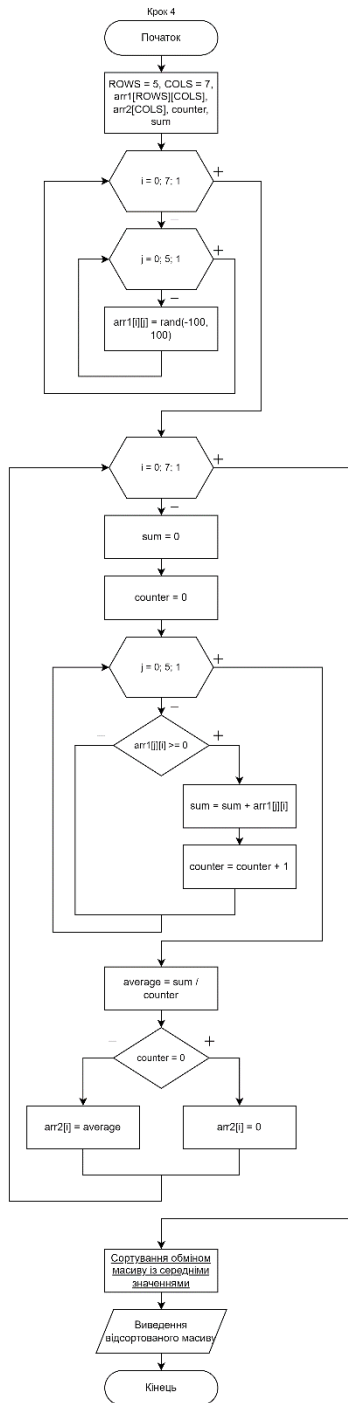 Крок 4
Початок
ROWS = 5, COLS = 7,
arr1[ROWS][COLS],
arr2[COLS], counter,
sum
i = 0; 7; 1
+
−
j = 0; 5; 1
+
−
arr1[i][j] = rand(-100,
100)
i = 0; 7; 1
+
−
sum = 0
counter = 0
j = 0; 5; 1
+
−
−
arr1[j][i] >= 0
+
sum = sum + arr1[j][i]
counter = counter + 1
average = sum /
counter
−
counter = 0
+
arr2[i] = average
arr2[i] = 0
Сортування обміном
масиву із середніми
значеннями
Виведення
відсортованого масиву
Кінець